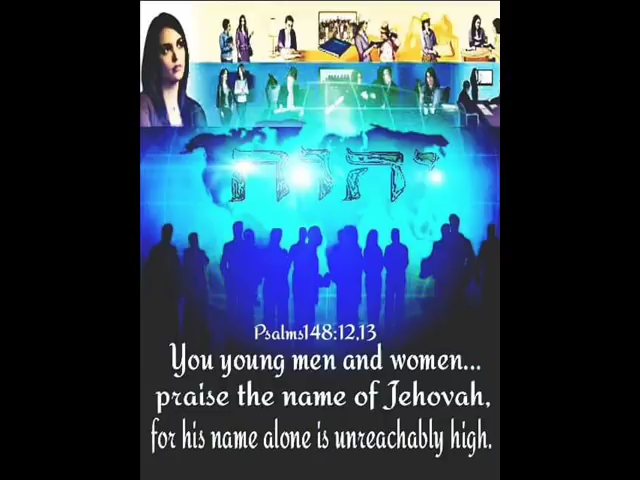 יהוה
Psalms148:12,13
You young men and women...
praise the name of Jehovah,
for his name alone is unreachably high.